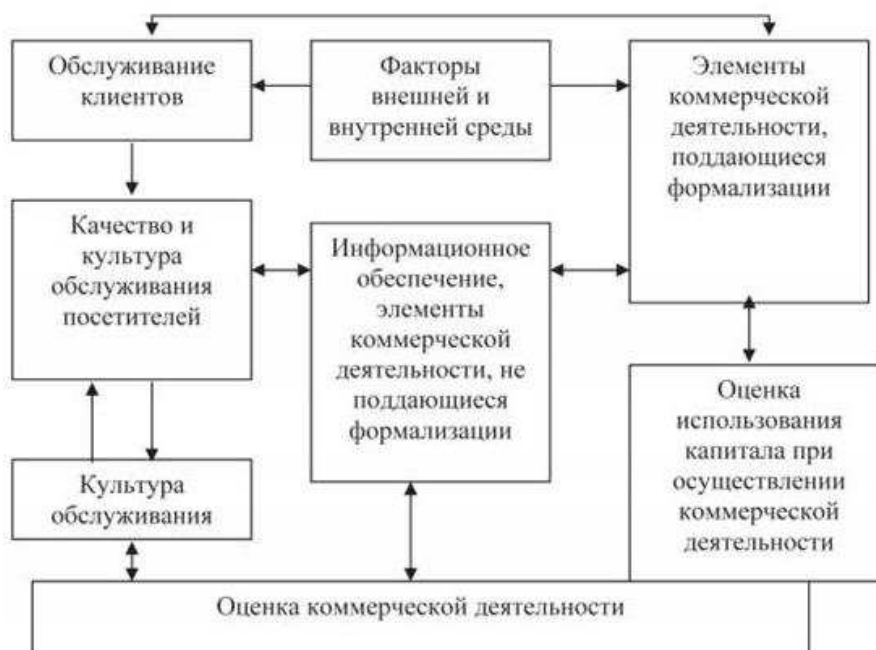 Обслуживание
клиентов
Факторы
внешней и
внутренней среды
Элементы
коммерческой
деятельности,
поддающиеся
формализации
Качество и
культура
обслуживания
посетителей
Информационное
обеспечение,
элементы
коммерческой
деятельности, не
поддающиеся
формализации
Оценка
использования
капитала при
осуществлении
коммерческой
деятельности
Культура
обслуживания
Оценка коммерческой деятельности